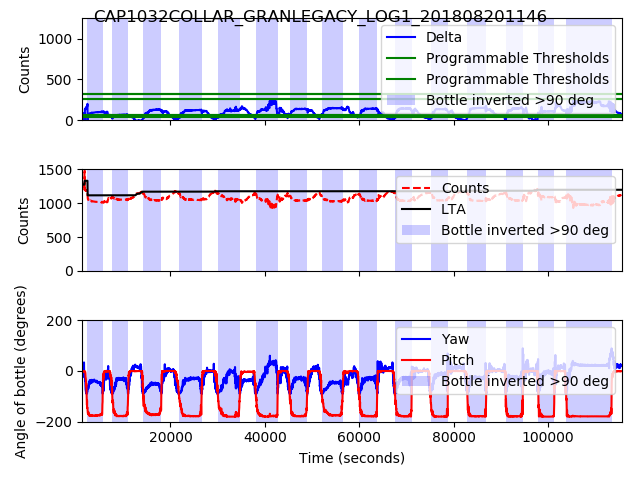 CAP1032COLLAR_GRANLEGACY_LOG1_201808201146
Counts
1000
500
0
Delta
Programmable Thresholds
Programmable Thresholds
Bottle inverted >90 deg
Counts
1500
1000
500
0
Counts
LTA
Bottle inverted >90 deg
Angle of bottle (degrees)
200
0
−200
Yaw
Pitch
Bottle inverted >90 deg
20000
40000
60000
80000
100000
Time (seconds)